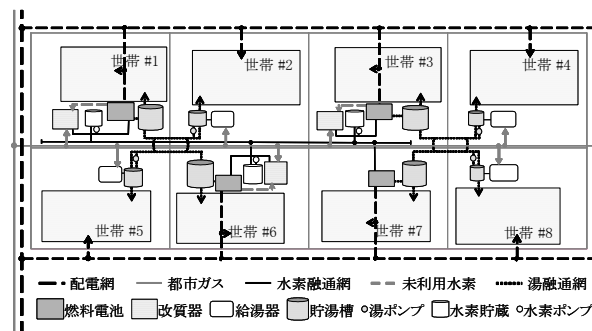 世帯 #1
世帯 #2
世帯 #3
世帯 #4
世帯 #5
世帯 #6
世帯 #7
世帯 #8
配電網 都市ガス 水素融通網 未利用水素 湯融通網
燃料電池 改質器 給湯器 貯湯槽 湯ポンプ 水素貯蔵 水素ポンプ